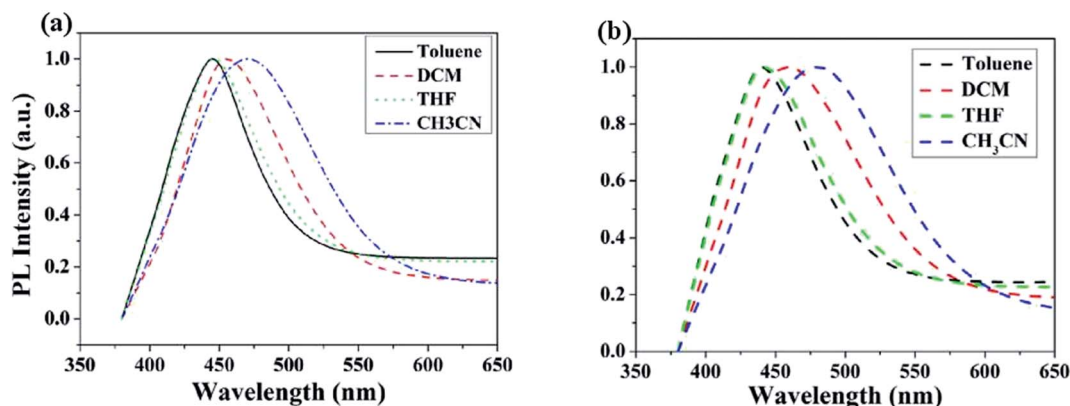 (a)
Toluene
DCM
THF
CH3CN
PL Intensity (a.u.)
1.0
0.8
0.6
0.4
0.2
0.0
350 400 450 500 550 600 650
Wavelength (nm)
(b)
Toluene
DCM
THF
CH₃CN
1.0
0.8
0.6
0.4
0.2
0.0
350 400 450 500 550 600 650
Wavelength (nm)